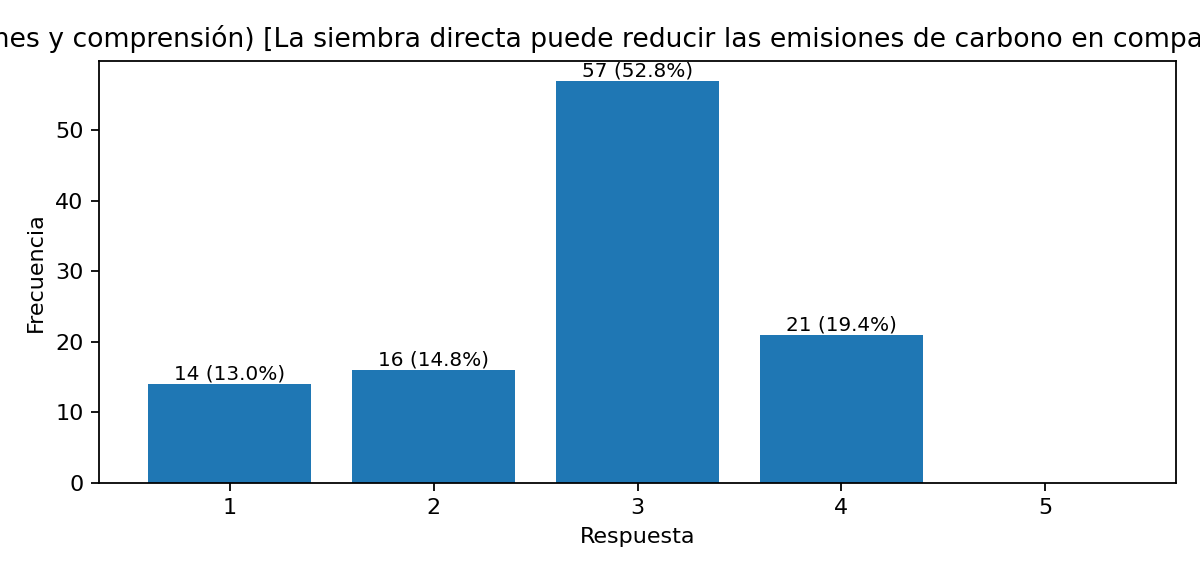 nes y comprensión) [La siembra directa puede reducir las emisiones de carbono en compa
57 (52.8%)
50
40
30
21 (19.4%)
20
16 (14.8%)
14 (13.0%)
10
0
Frecuencia
1 2 3 4 5
Respuesta